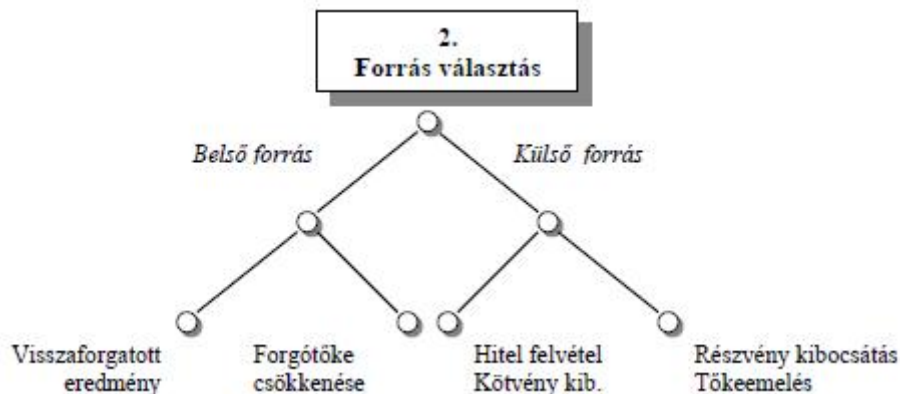 2.
Forrás választás
Belső forrás
Külső forrás
Visszaforgatott
eredmény
Forgótőke
csökkenése
Hitel felvétel
Kötvény kib.
Részvény kibocsátás
Tőkeemelés